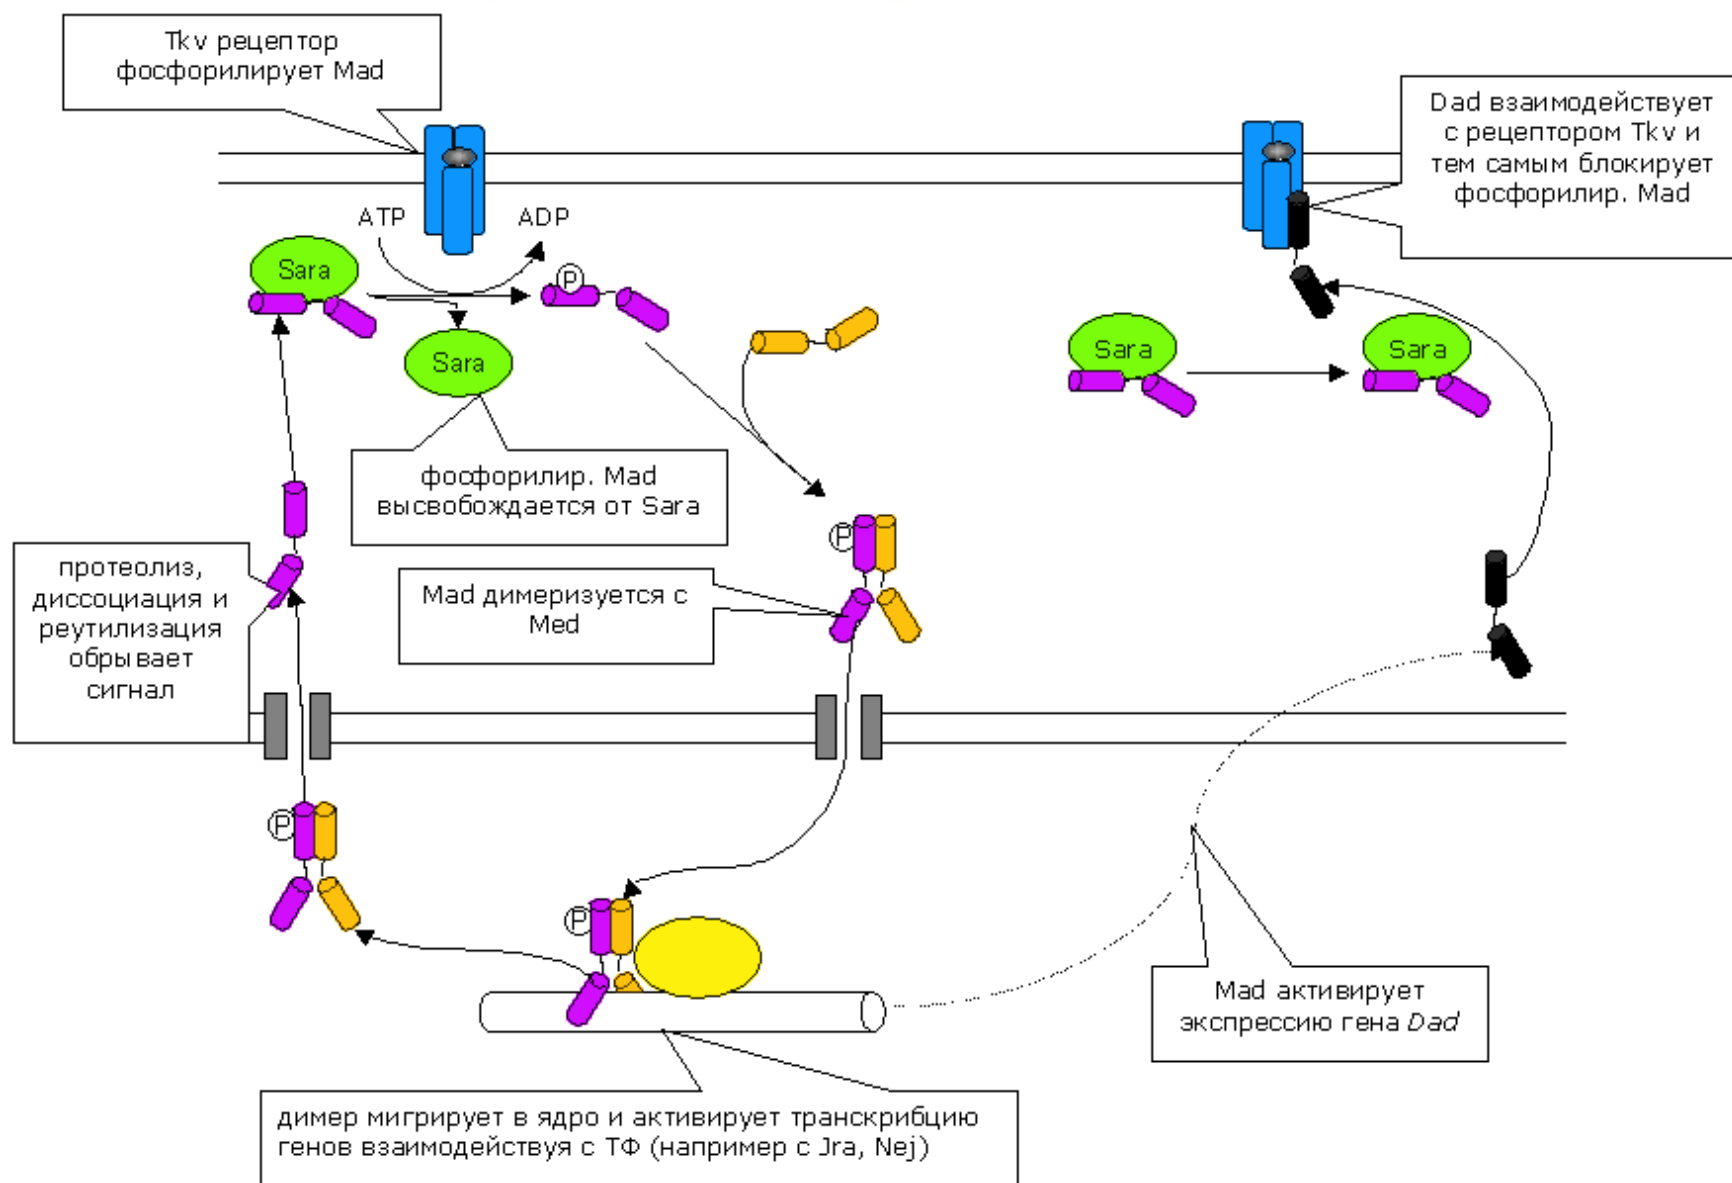 Tkv рецептор
фосфорилирует Mad
Dad взаимодействует
с рецептором Tkv и
тем самым блокирует
фосфорилир. Mad
ATP
ADP
Sara
P
Sara
Sara
Sara
фосфорилир. Mad
высвобождается от Sara
P
протеолиз,
диссоциация и
реутилизация
обрывает
сигнал
Mad димеризуется с
Med
P
P
Mad активирует
экспрессию гена Dad
димер мигрирует в ядро и активирует транскрибцию
генов взаимодействуя с ТФ (например с Jra, Nej)